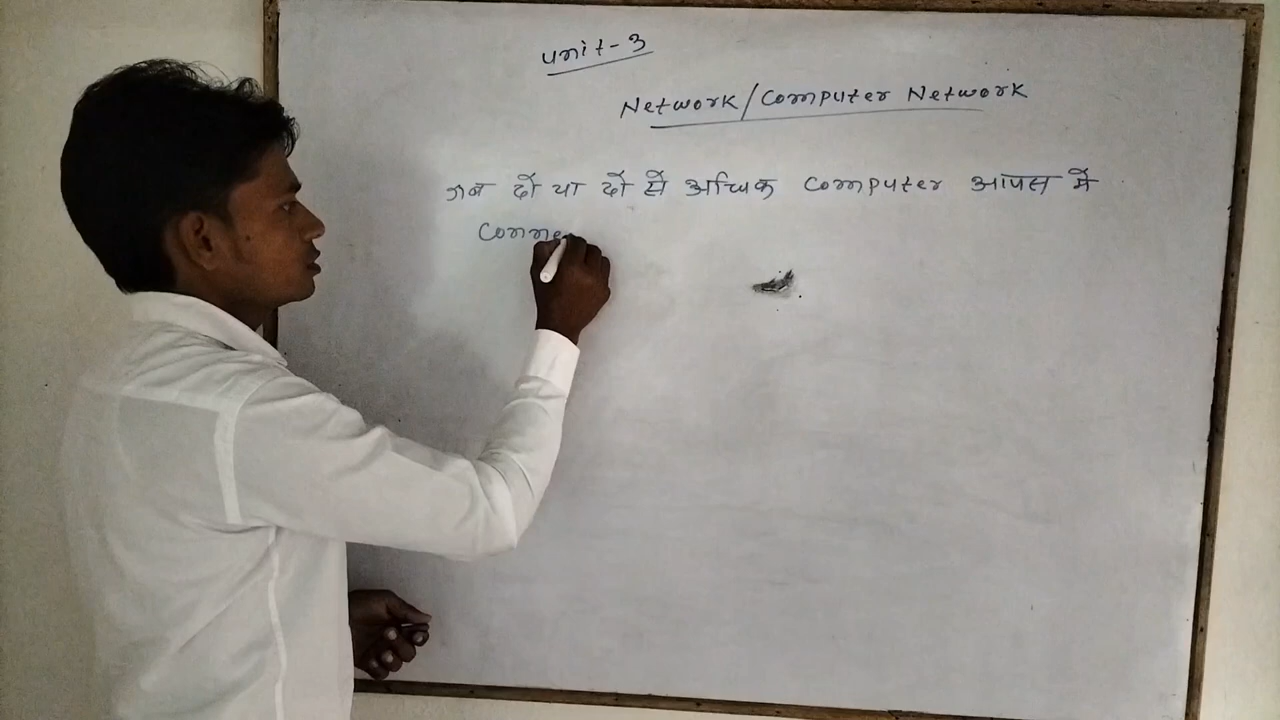 Unit-3
Network/Computer Network
जब दो या दो से अधिक Computer आपस में
Conne